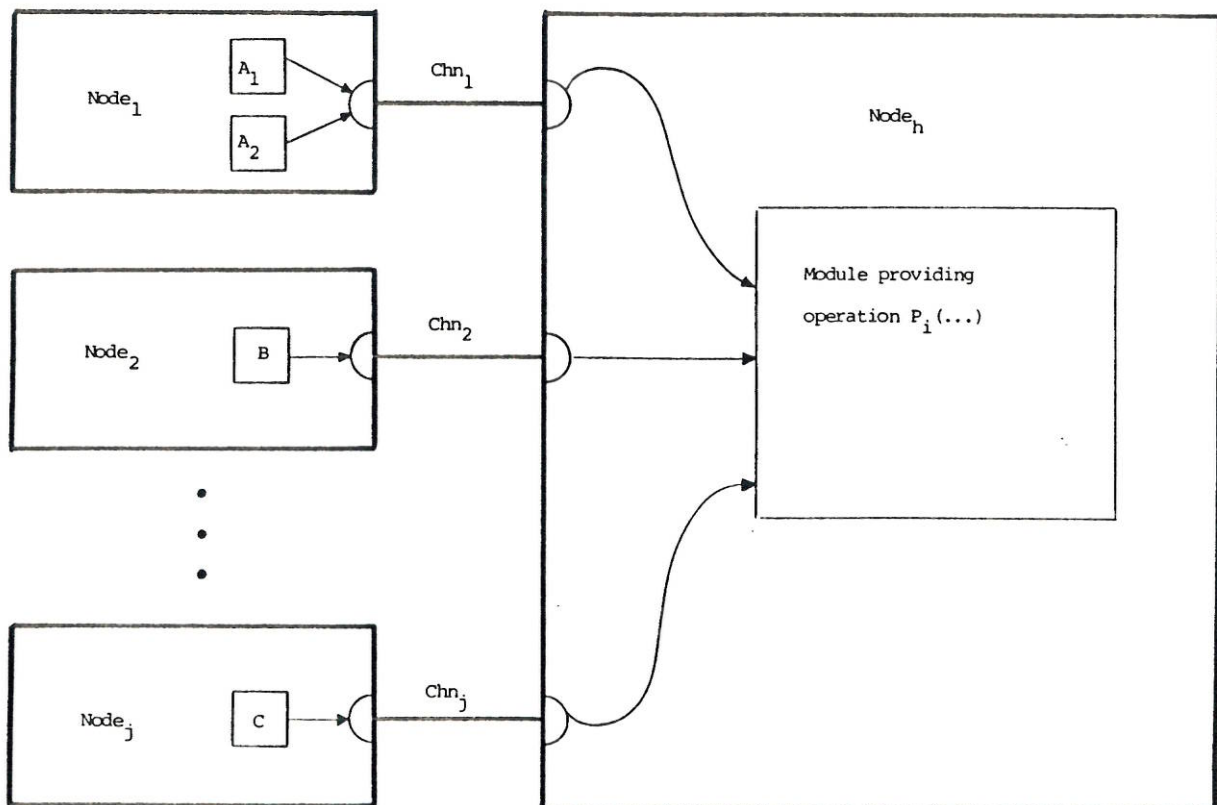 A₁
Chn₁
Node₁
Nodeₕ
A₂
Module providing
operation Pᵢ(...)
Chn₂
Node₂
B
Chnⱼ
Nodeⱼ
C